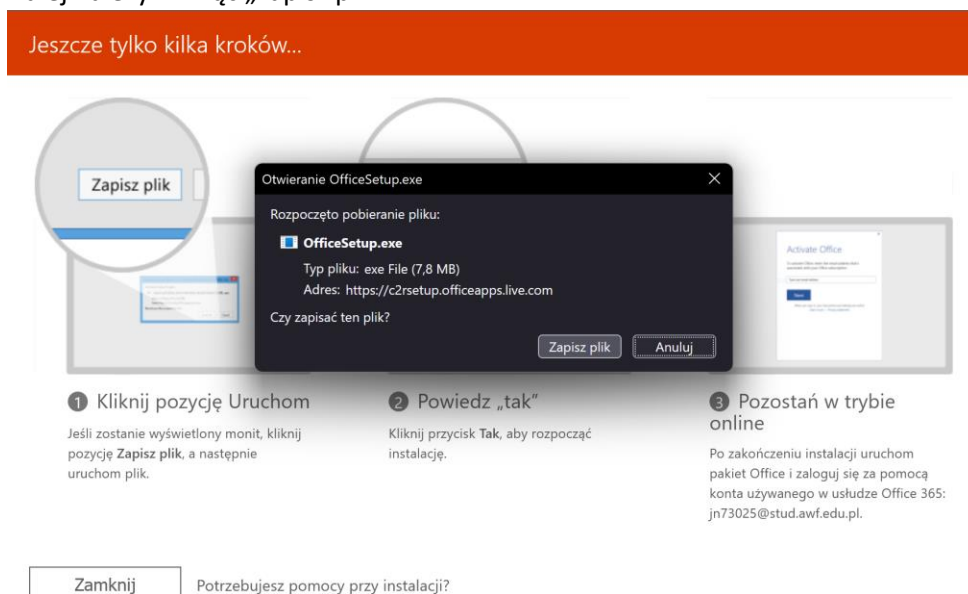 Jeszcze tylko kilka kroków...
Zapisz plik
Otwieranie OfficeSetup.exe
Rozpoczęto pobieranie pliku:
OfficeSetup.exe
Typ pliku: exe File (7,8 MB)
Adres: https://c2rsetup.officeapps.live.com
Czy zapisać ten plik?
Zapisz plik
Anuluj
Activate Office
1 Kliknij pozycję Uruchom
Jeśli zostanie wyświetlony monit, kliknij
pozycję Zapisz plik, a następnie
uruchom plik.
2 Powiedz „tak”
Kliknij przycisk Tak, aby rozpocząć
instalację.
3 Pozostań w trybie
online
Po zakończeniu instalacji uruchom
pakiet Office i zaloguj się za pomocą
konta używanego w usłudze Office 365:
jn73025@stud.awf.edu.pl.
Zamknij
Potrzebujesz pomocy przy instalacji?